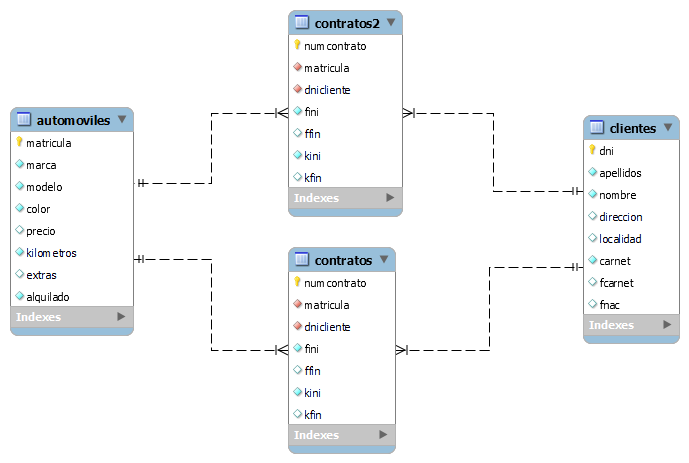 automoviles
matricula
marca
modelo
color
precio
kilometros
extras
alquilado
Indexes
contratos2
numcontrato
matricula
dnicliente
fini
ffin
kini
kfin
Indexes
contratos
numcontrato
matricula
dnicliente
fini
ffin
kini
kfin
Indexes
clientes
dni
apellidos
nombre
direccion
localidad
carnet
fcarnet
fnac
Indexes